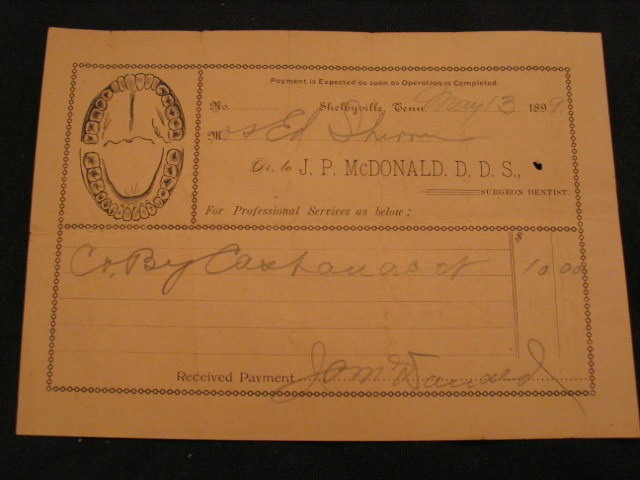 Payment is Expected as soon as Operation is Completed.
No. Shelbyville, Tenn. May 13 1899
Mrs Ed
Dr. to J. P. McDONALD. D. D. S.,
SURGEON DENTIST.
For Professional Services as below:
$
Cr, By Cash on acct 10 00
Received Payment J P McDonald